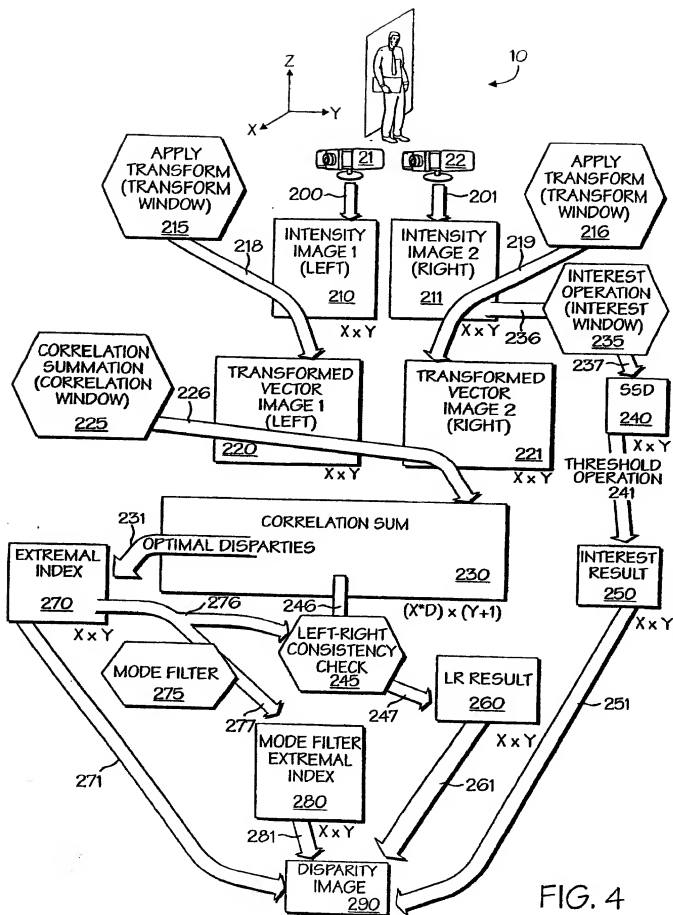 10
Z
X
Y
21
22
200
201
APPLY
TRANSFORM
(TRANSFORM
WINDOW)
215
218
INTENSITY
IMAGE 1
(LEFT)
210
X x Y
INTENSITY
IMAGE 2
(RIGHT)
211
X x Y
219
APPLY
TRANSFORM
(TRANSFORM
WINDOW)
216
236
INTEREST
OPERATION
(INTEREST
WINDOW)
235
237
CORRELATION
SUMMATION
(CORRELATION
WINDOW)
225
226
TRANSFORMED
VECTOR
IMAGE 1
(LEFT)
220
X x Y
TRANSFORMED
VECTOR
IMAGE 2
(RIGHT)
221
X x Y
SSD
240
X x Y
THRESHOLD
OPERATION
241
231
CORRELATION SUM
OPTIMAL DISPARTIES
230
(X*D) x (Y+1)
EXTREMAL
INDEX
270
X x Y
276
246
INTEREST
RESULT
250
X x Y
LEFT-RIGHT
CONSISTENCY
CHECK
245
MODE FILTER
275
277
247
LR RESULT
260
X x Y
251
271
MODE FILTER
EXTREMAL
INDEX
280
X x Y
281
261
DISPARITY
IMAGE
290
FIG. 4